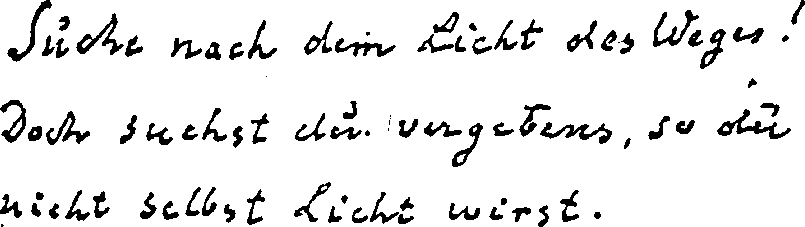 Suche nach dem Licht des Weges!
Doch suchst du vergebens, so du
nicht selbst Licht wirst.